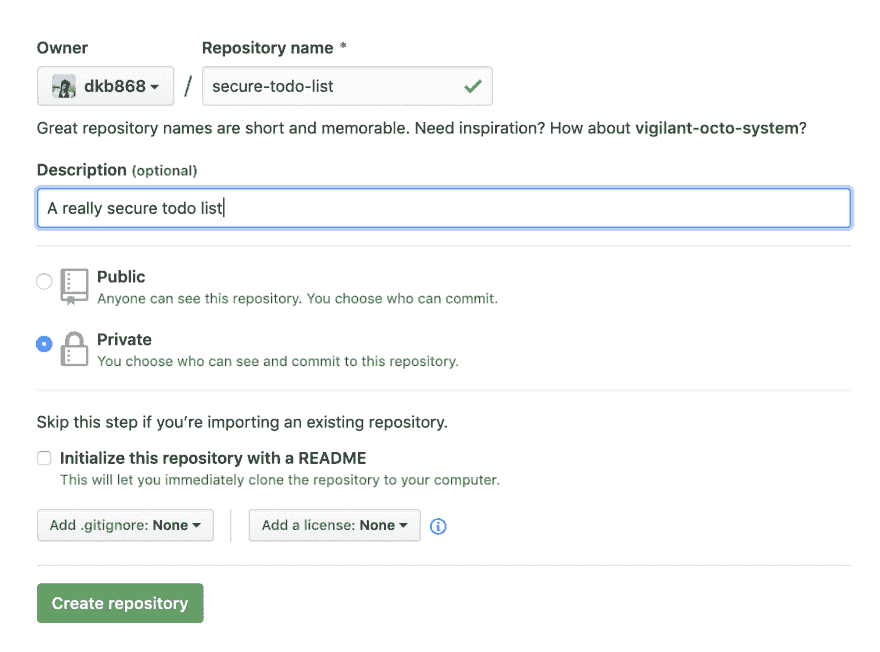 Owner
Repository name *
dkb868 / secure-todo-list
Great repository names are short and memorable. Need inspiration? How about vigilant-octo-system?
Description (optional)
A really secure todo list
Public
Anyone can see this repository. You choose who can commit.
Private
You choose who can see and commit to this repository.
Skip this step if you’re importing an existing repository.
Initialize this repository with a README
This will let you immediately clone the repository to your computer.
Add .gitignore: None
Add a license: None
Create repository